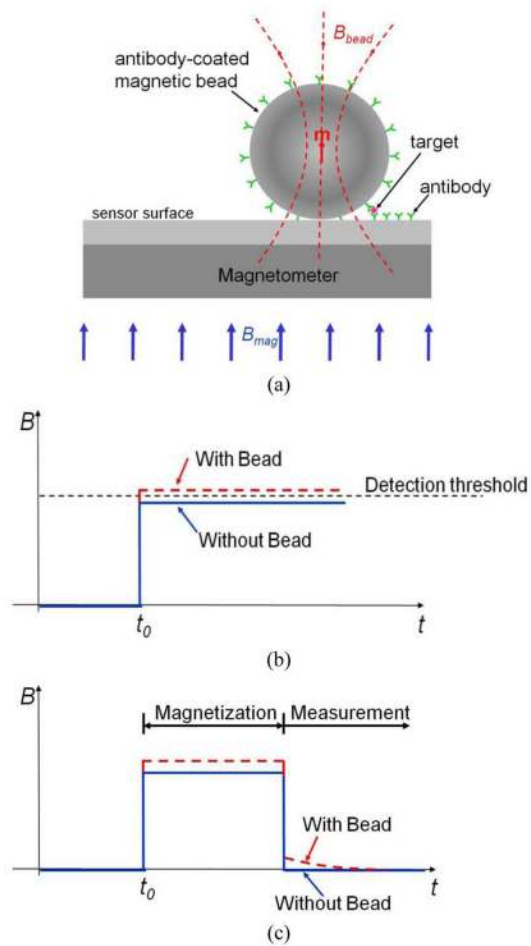 B_bead
antibody-coated
magnetic bead
m
target
antibody
sensor surface
Magnetometer
B_mag
(a)
B
With Bead
Detection threshold
Without Bead
t_0
t
(b)
B
Magnetization
Measurement
With Bead
t_0
Without Bead
t
(c)